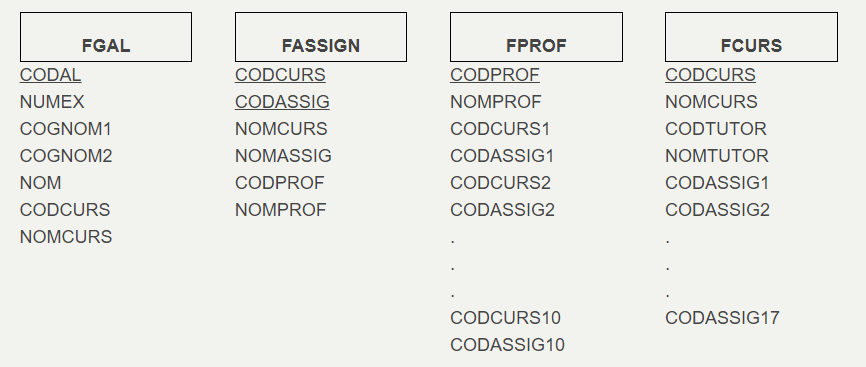 FGAL
CODAL
NUMEX
COGNOM1
COGNOM2
NOM
CODCURS
NOMCURS
FASSIGN
CODCURS
CODASSIG
NOMCURS
NOMASSIG
CODPROF
NOMPROF
FPROF
CODPROF
NOMPROF
CODCURS1
CODASSIG1
CODCURS2
CODASSIG2
.
.
.
CODCURS10
CODASSIG10
FCURS
CODCURS
NOMCURS
CODTUTOR
NOMTUTOR
CODASSIG1
CODASSIG2
.
.
.
CODASSIG17